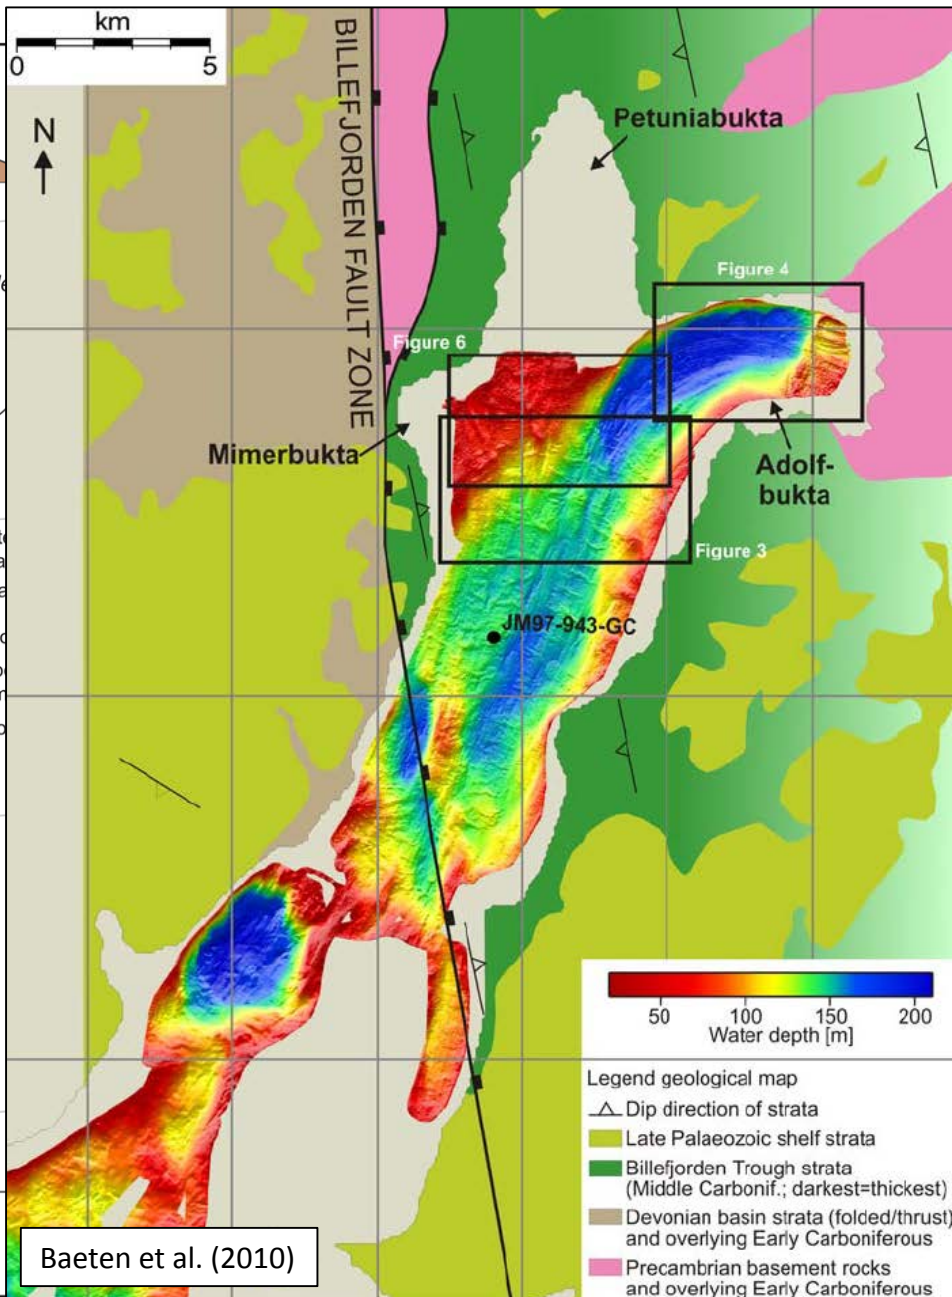 km
0 5
N
BILLEFJORDEN FAULT ZONE
Petuniabukta
Figure 4
Figure 6
Mimerbukta
Adolf-
bukta
Figure 3
JM97-943-GC
50 100 150 200
Water depth [m]
Legend geological map
Dip direction of strata
Late Palaeozoic shelf strata
Billefjorden Trough strata
(Middle Carbonif.; darkest=thickest)
Devonian basin strata (folded/thrust)
and overlying Early Carboniferous
Precambrian basement rocks
and overlying Early Carboniferous
Baeten et al. (2010)